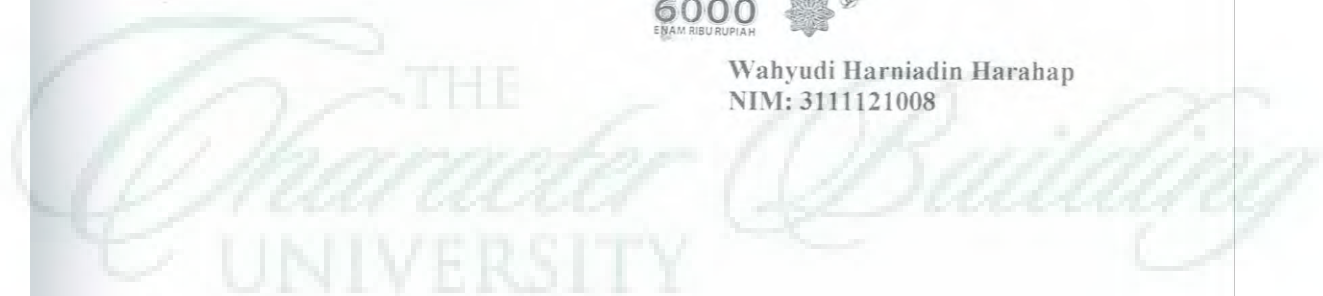 6000
ENAM RIBU RUPIAH
Wahyudi Harniadin Harahap
NIM: 3111121008
THE
Character Building
UNIVERSITY